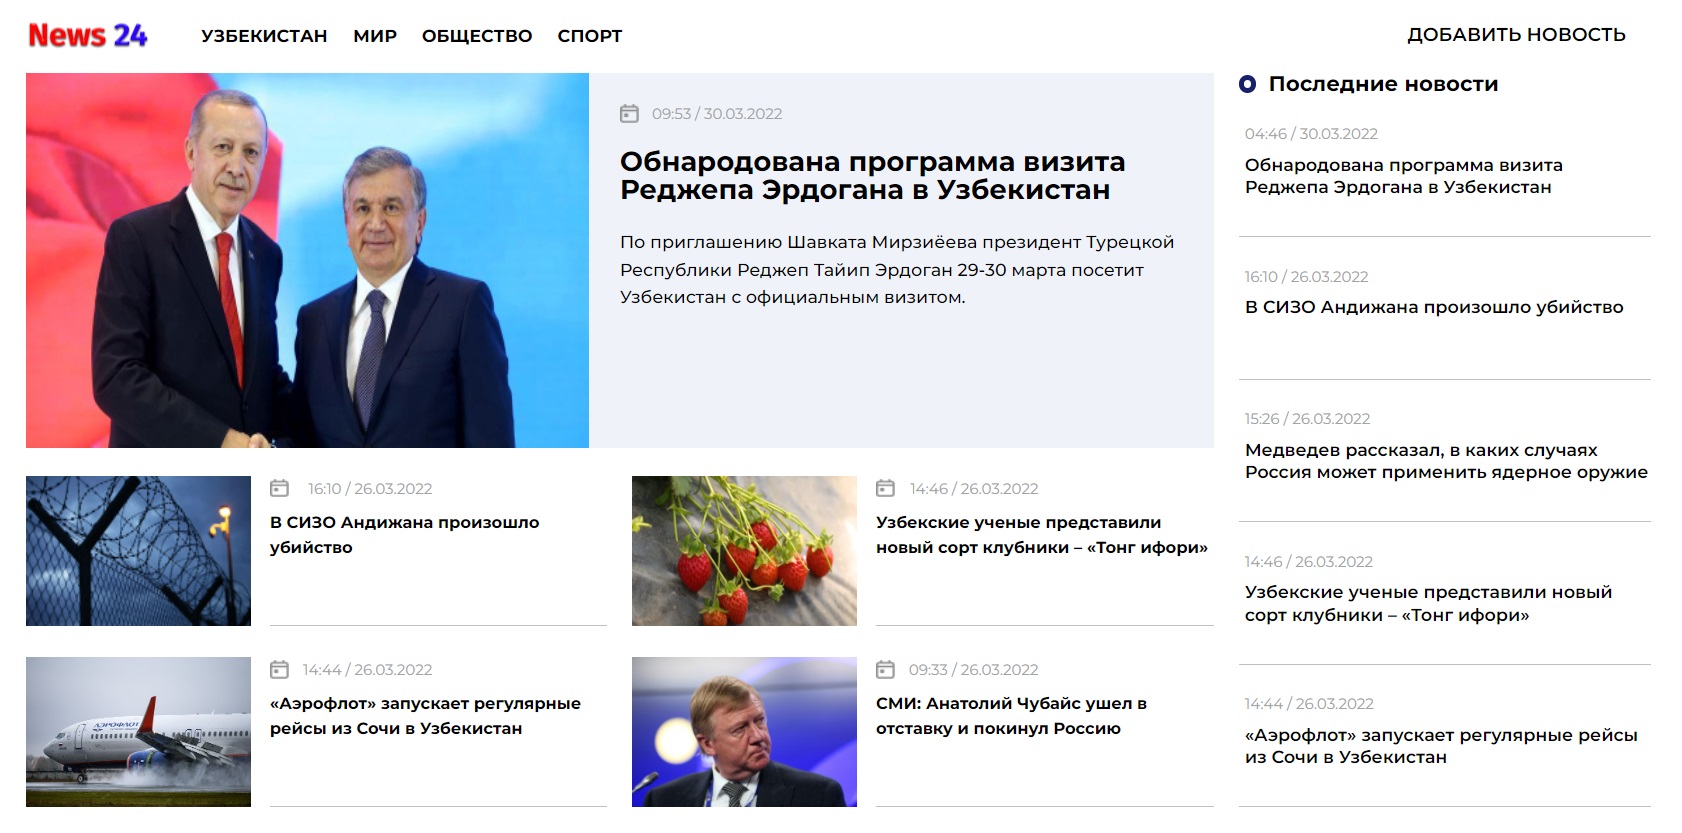 News 24
УЗБЕКИСТАН МИР ОБЩЕСТВО СПОРТ
ДОБАВИТЬ НОВОСТЬ
09:53 / 30.03.2022
Обнародована программа визита
Реджепа Эрдогана в Узбекистан
По приглашению Шавката Мирзиёева президент Турецкой
Республики Реджеп Тайип Эрдоган 29-30 марта посетит
Узбекистан с официальным визитом.
16:10 / 26.03.2022
В СИЗО Андижана произошло
убийство
14:46 / 26.03.2022
Узбекские ученые представили
новый сорт клубники – «Тонг ифори»
АЭРОФЛОТ
14:44 / 26.03.2022
«Аэрофлот» запускает регулярные
рейсы из Сочи в Узбекистан
09:33 / 26.03.2022
СМИ: Анатолий Чубайс ушел в
отставку и покинул Россию
Последние новости
04:46 / 30.03.2022
Обнародована программа визита
Реджепа Эрдогана в Узбекистан
16:10 / 26.03.2022
В СИЗО Андижана произошло убийство
15:26 / 26.03.2022
Медведев рассказал, в каких случаях
Россия может применить ядерное оружие
14:46 / 26.03.2022
Узбекские ученые представили новый
сорт клубники – «Тонг ифори»
14:44 / 26.03.2022
«Аэрофлот» запускает регулярные рейсы
из Сочи в Узбекистан